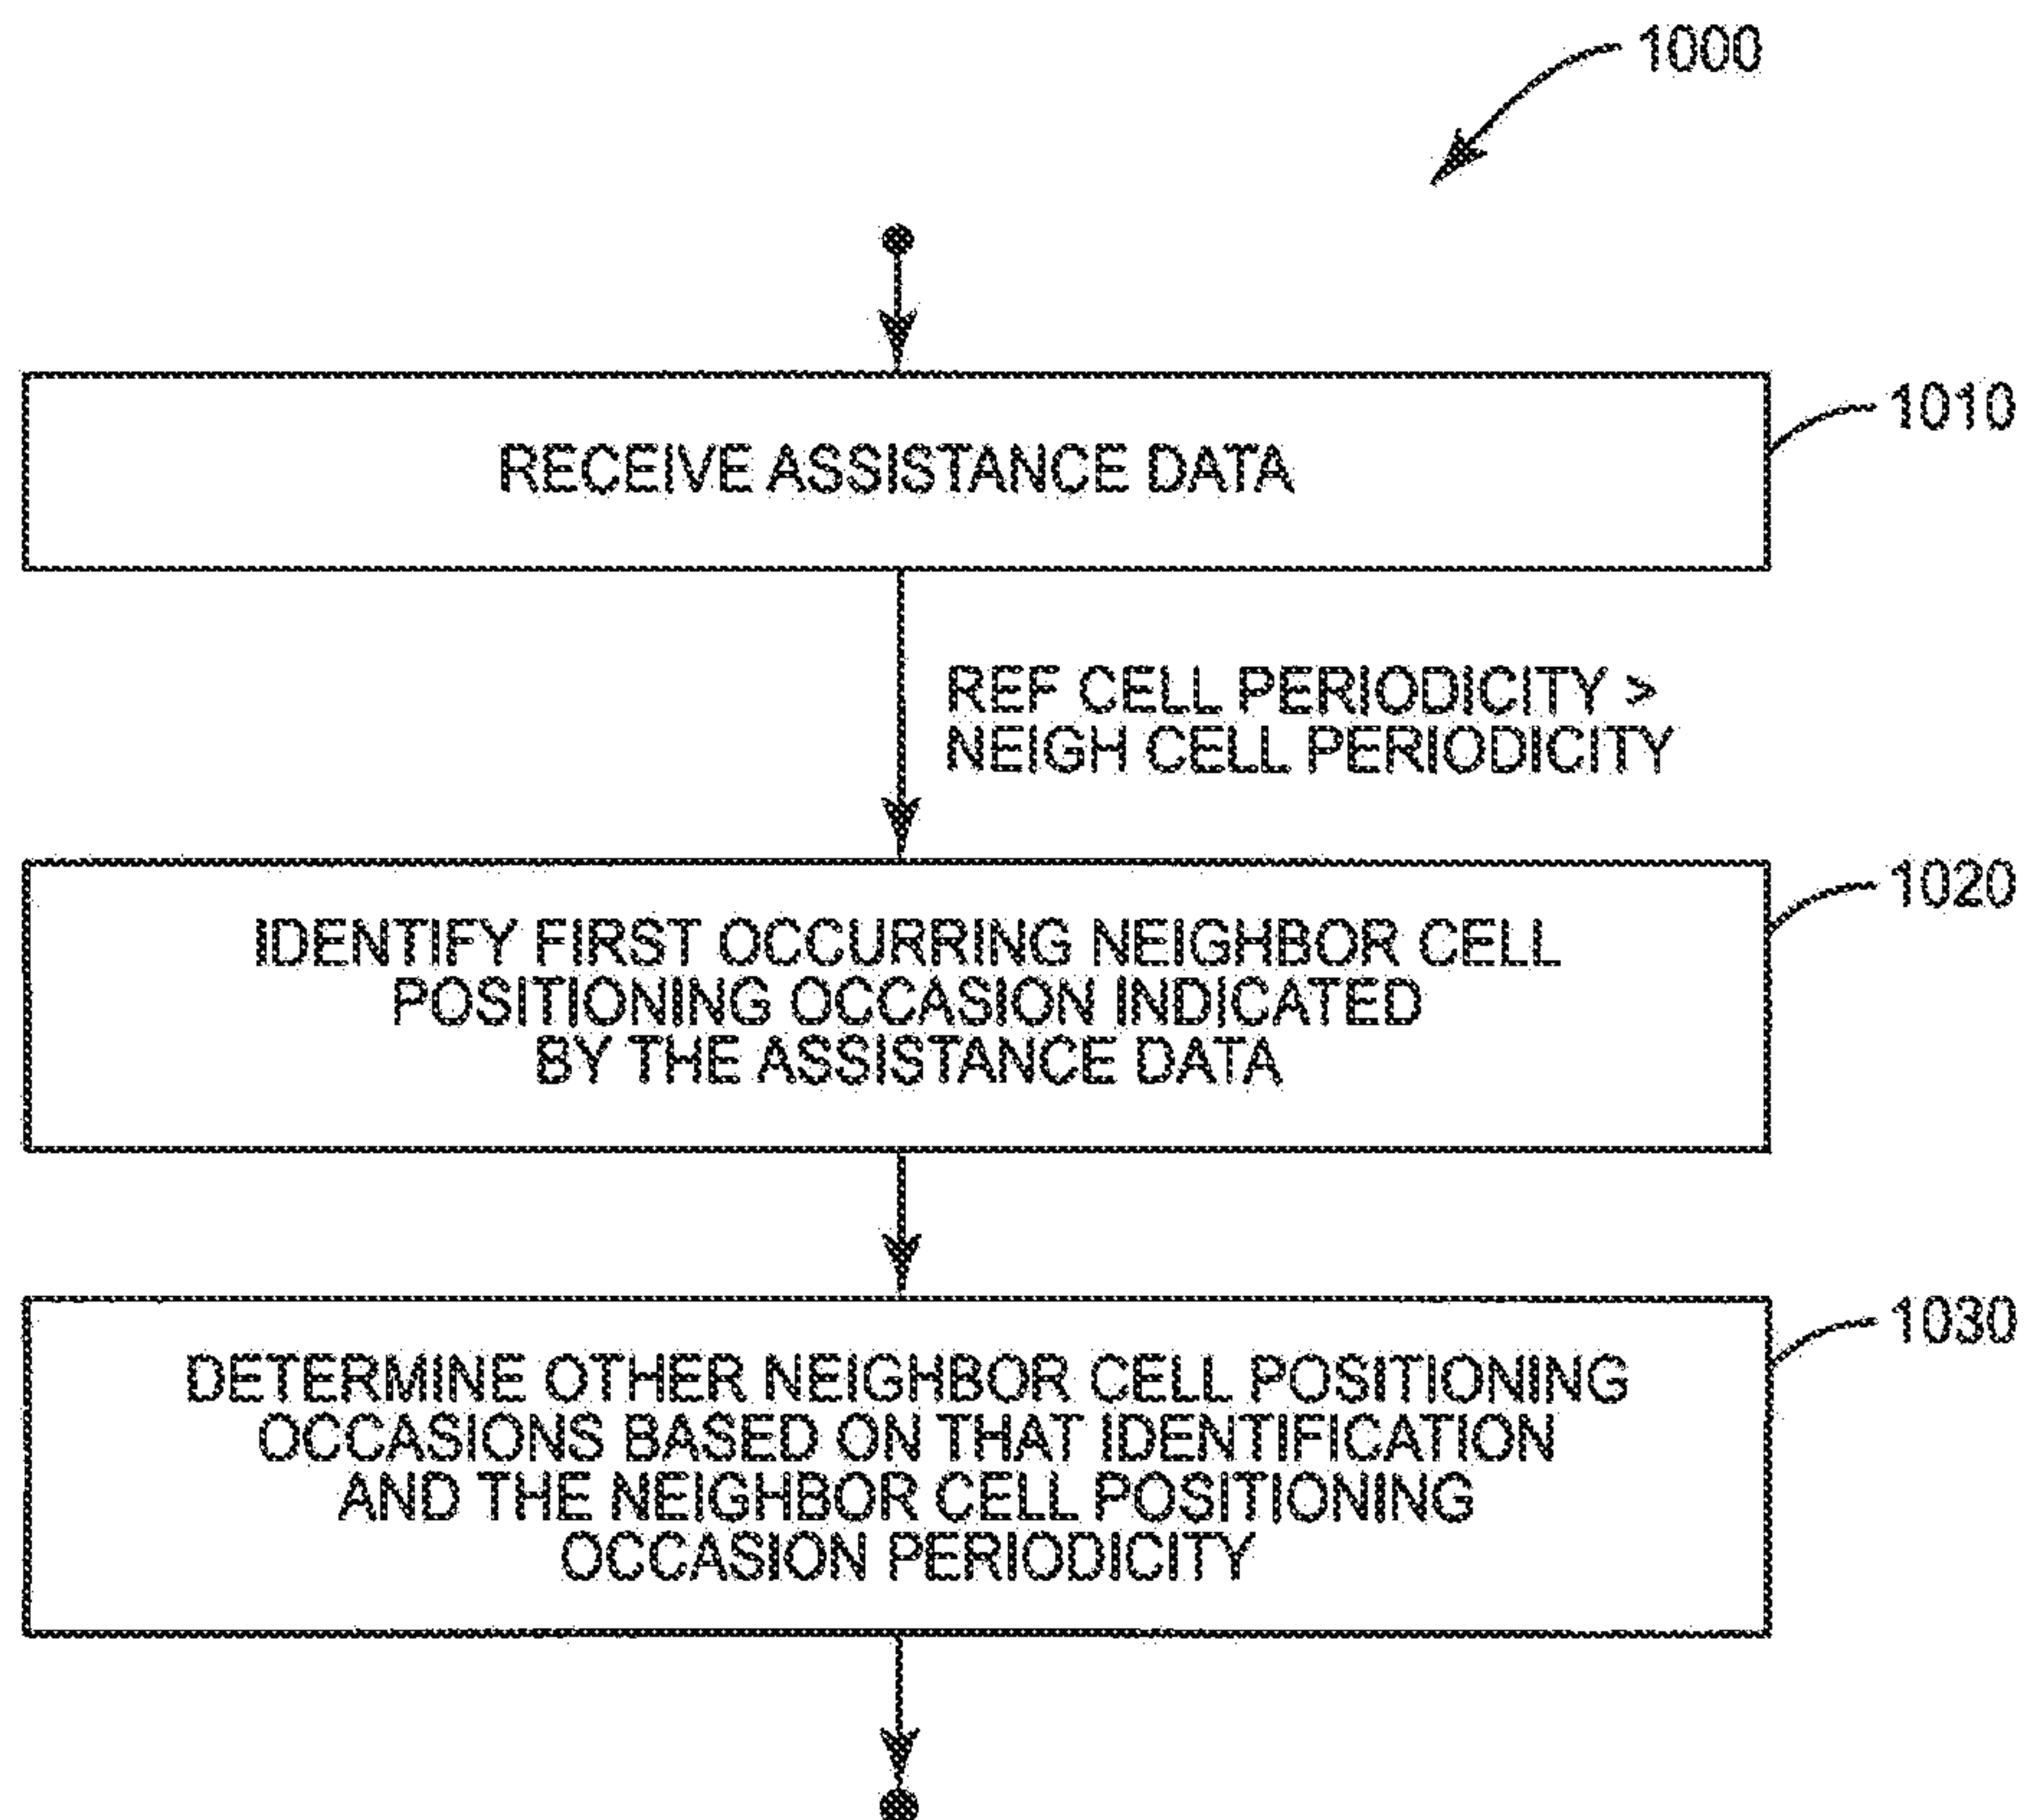 1000
RECEIVE ASSISTANCE DATA
1010
REF CELL PERIODICITY >
NEIGH CELL PERIODICITY
IDENTIFY FIRST OCCURRING NEIGHBOR CELL
POSITIONING OCCASION INDICATED
BY THE ASSISTANCE DATA
1020
DETERMINE OTHER NEIGHBOR CELL POSITIONING
OCCASIONS BASED ON THAT IDENTIFICATION
AND THE NEIGHBOR CELL POSITIONING
OCCASION PERIODICITY
1030